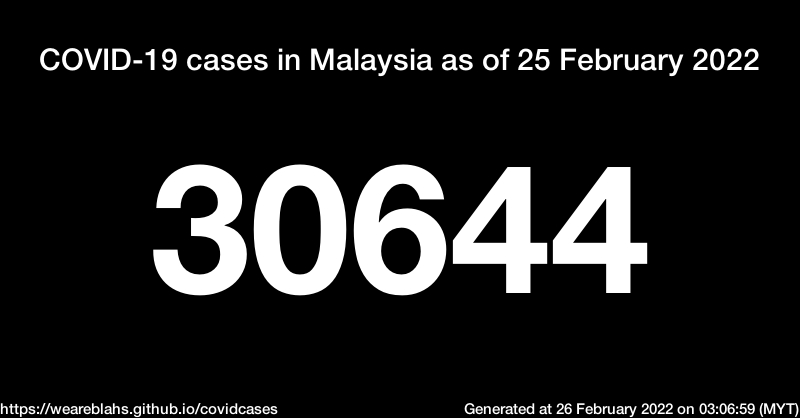 COVID-19 cases in Malaysia as of 25 February 2022
30644
https://weareblahs.github.io/covidcases
Generated at 26 February 2022 on 03:06:59 (MYT)